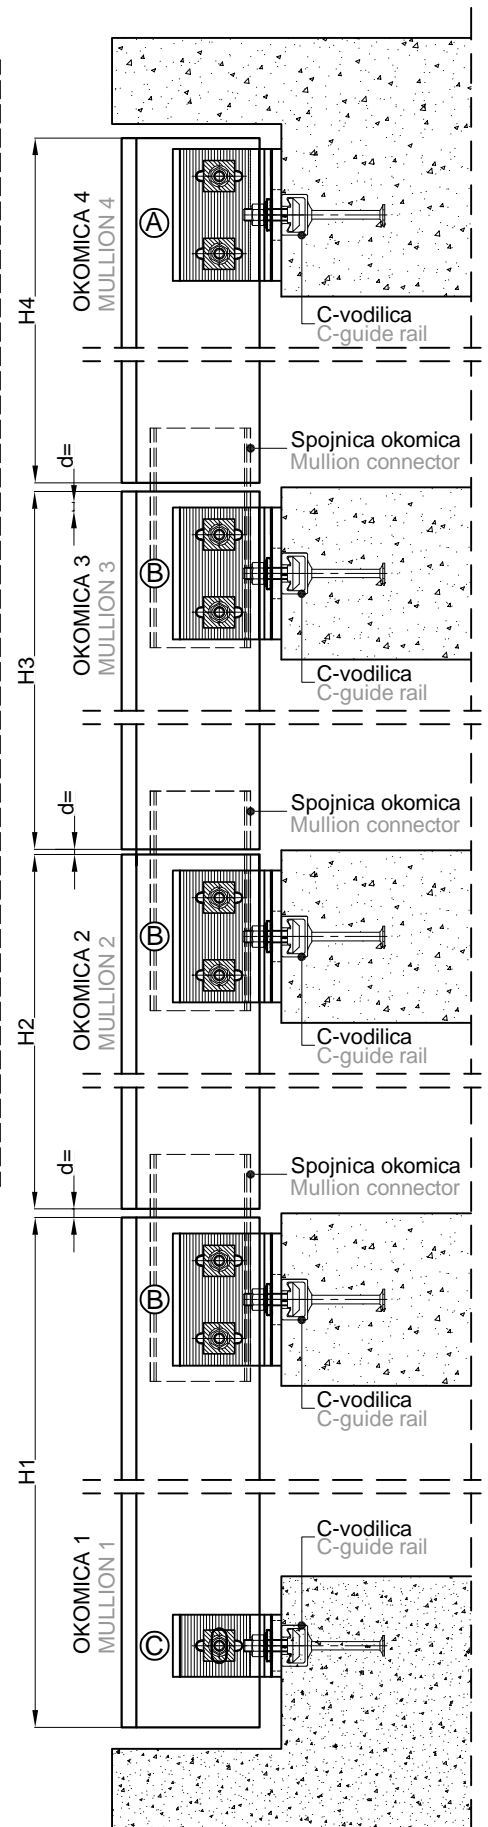 H4
OKOMICA 4
MULLION 4
A
C-vodilica
C-guide rail
d=
Spojnica okomica
Mullion connector
H3
OKOMICA 3
MULLION 3
B
C-vodilica
C-guide rail
d=
Spojnica okomica
Mullion connector
H2
OKOMICA 2
MULLION 2
B
C-vodilica
C-guide rail
d=
Spojnica okomica
Mullion connector
B
C-vodilica
C-guide rail
H1
OKOMICA 1
MULLION 1
C-vodilica
C-guide rail
C